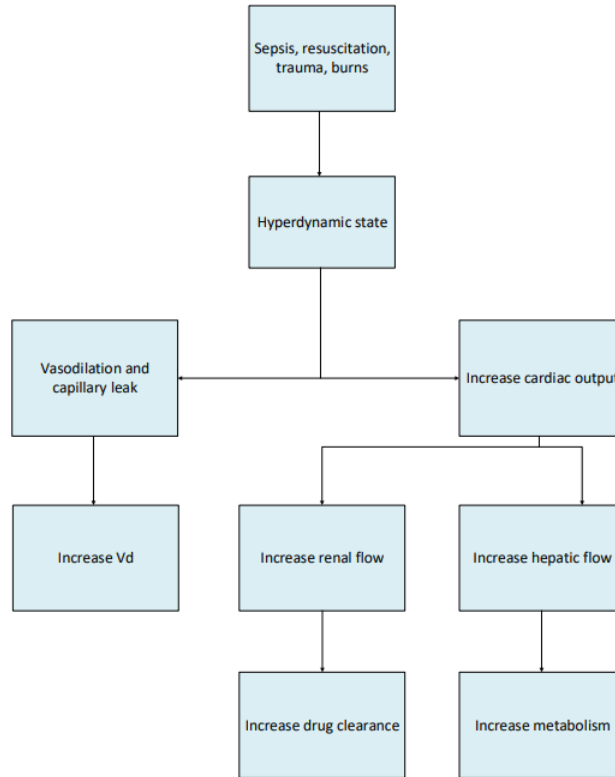 Sepsis, resuscitation,
trauma, burns
Hyperdynamic state
Vasodilation and
capillary leak
Increase cardiac output
Increase Vd
Increase renal flow
Increase hepatic flow
Increase drug clearance
Increase metabolism